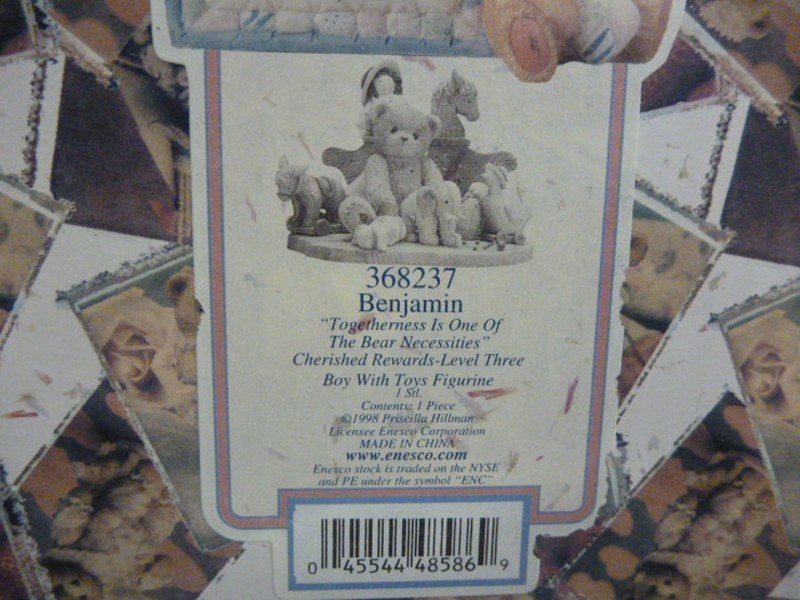 368237
Benjamin
"Togetherness Is One Of
The Bear Necessities"
Cherished Rewards-Level Three
Boy With Toys Figurine
1 Stl.
Contents: 1 Piece
©1998 Priscilla Hillman
Licensee Enesco Corporation
MADE IN CHINA
www.enesco.com
Enesco stock is traded on the NYSE
and PE under the symbol "ENC"
0 45544 48586 9